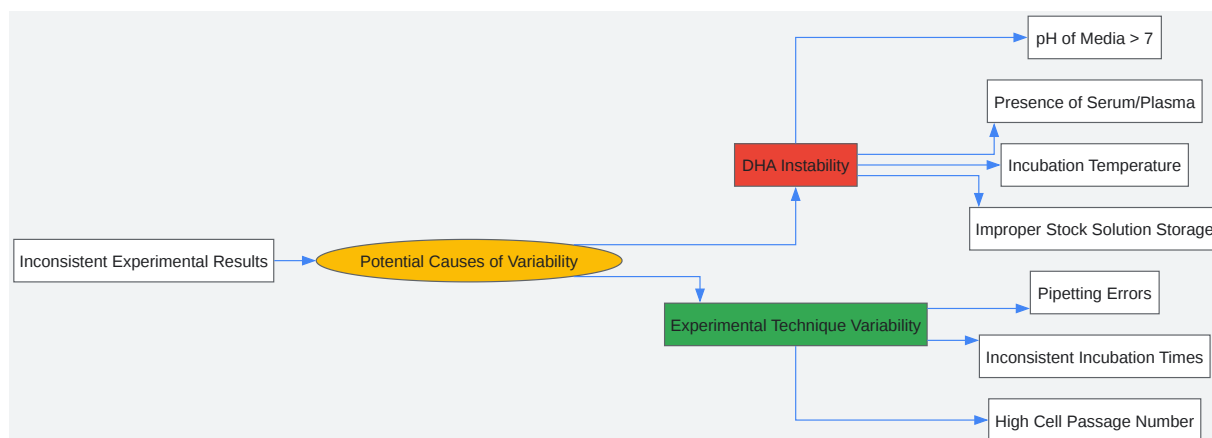 pH of Media > 7
Presence of Serum/Plasma
DHA Instability
Incubation Temperature
Improper Stock Solution Storage
Inconsistent Experimental Results
Potential Causes of Variability
Pipetting Errors
Experimental Technique Variability
Inconsistent Incubation Times
High Cell Passage Number